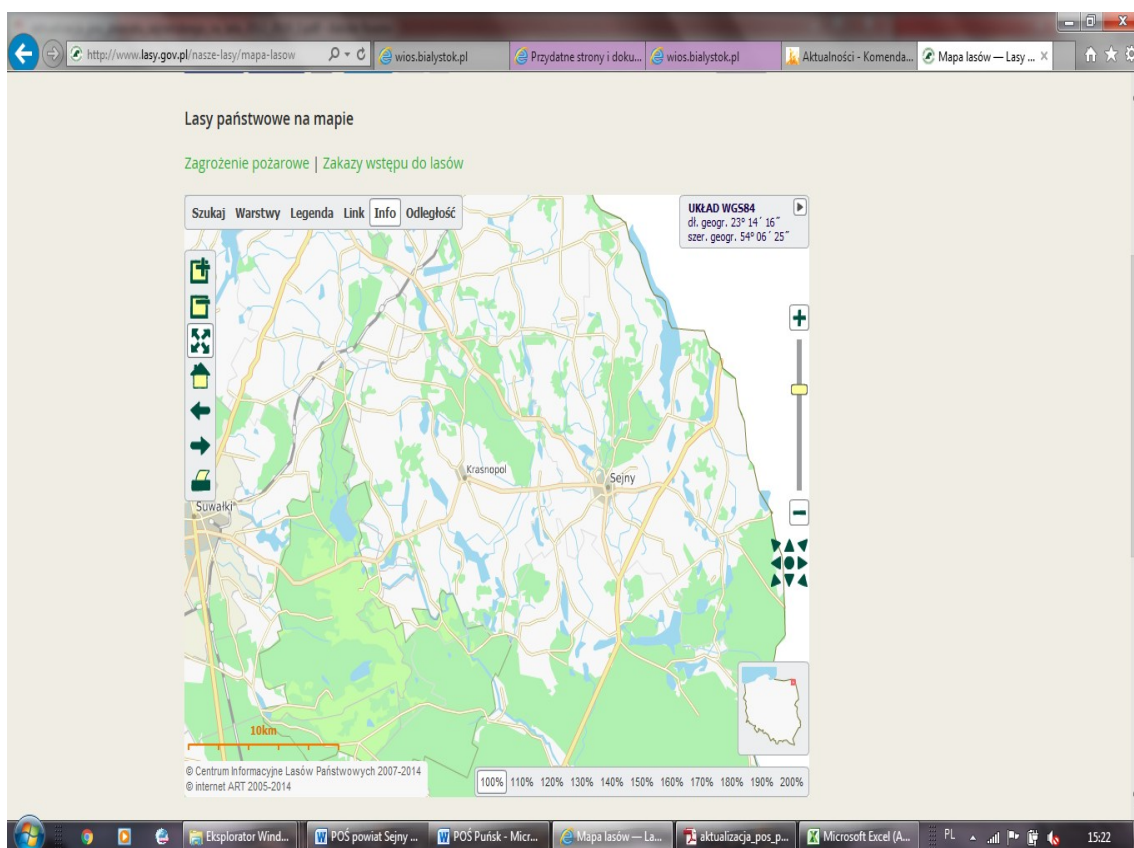 http://www.lasy.gov.pl/nasze-lasy/mapa-lasow
wios.bialystok.pl
Przydatne strony i doku...
wios.bialystok.pl
Aktualności - Komenda...
Mapa lasów — Lasy ...
Lasy państwowe na mapie
Zagrożenie pożarowe | Zakazy wstępu do lasów
Szukaj Warstwy Legenda Link Info Odległość
UKŁAD WGS84
dł. geogr. 23° 14´ 16˝
szer. geogr. 54° 06´ 25˝
Krasnopol
Sejny
Suwałki
10km
© Centrum Informacyjne Lasów Państwowych 2007-2014
© internet ART 2005-2014
100% 110% 120% 130% 140% 150% 160% 170% 180% 190% 200%
Eksplorator Wind...
POŚ powiat Sejny ...
POŚ Puńsk - Micr...
Mapa lasów — La...
aktualizacja_pos_p...
Microsoft Excel (A...
PL
15:22